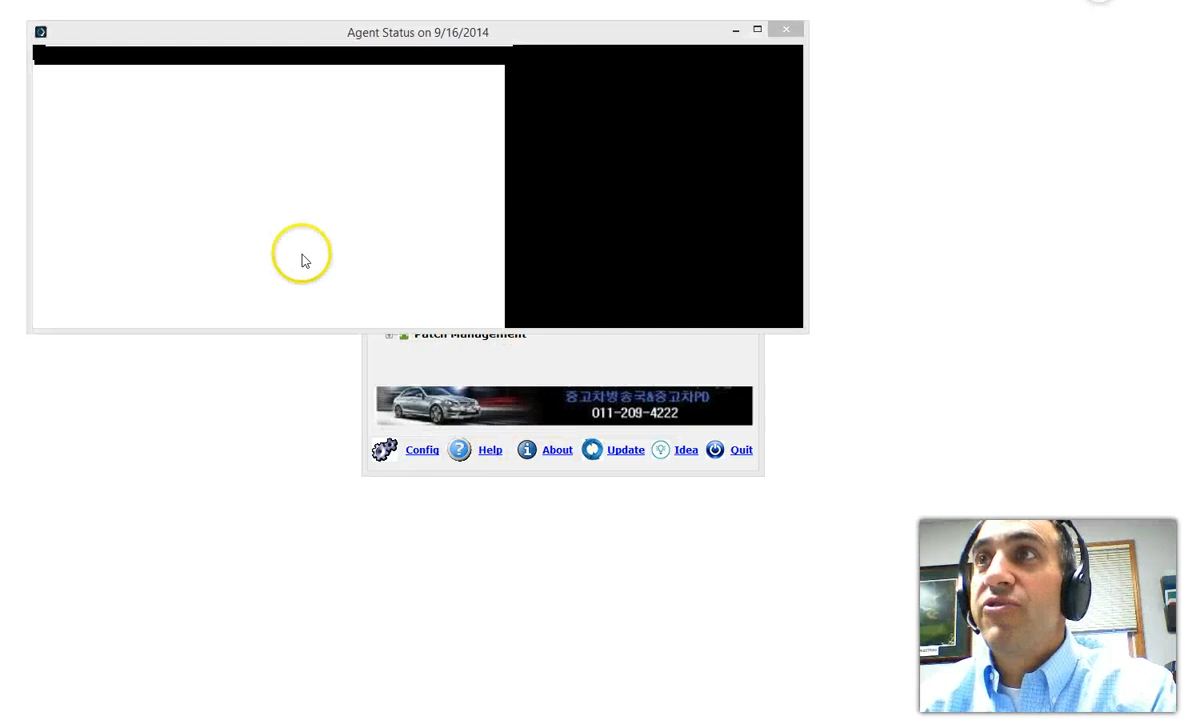 Agent Status on 9/16/2014
Patch Management
중고차방송국&중고차PD
011-209-4222
Config
Help
About
Update
Idea
Quit